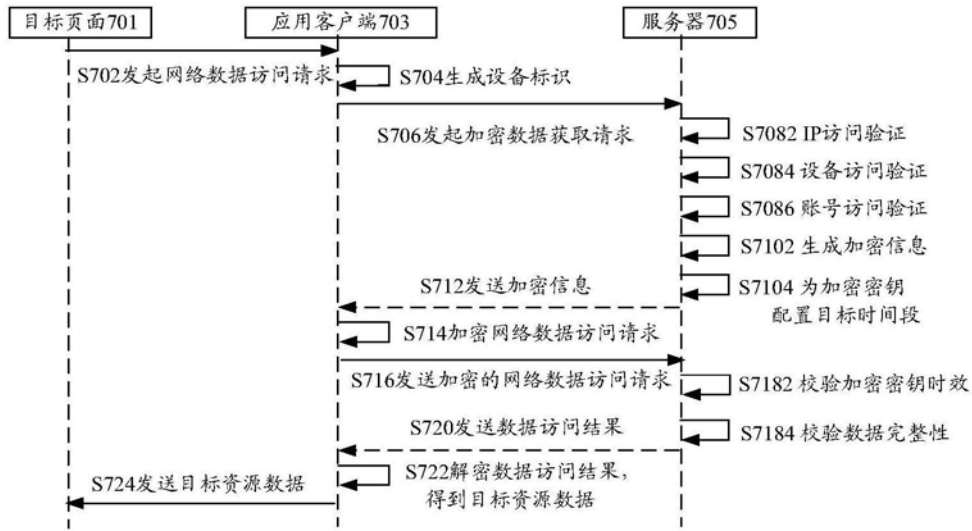 目标页面701
应用客户端703
服务器705
S702发起网络数据访问请求
S704生成设备标识
S706发起加密数据获取请求
S7082 IP访问验证
S7084 设备访问验证
S7086 账号访问验证
S7102 生成加密信息
S712发送加密信息
S7104 为加密密钥
配置目标时间段
S714加密网络数据访问请求
S716发送加密的网络数据访问请求
S7182 校验加密密钥时效
S720发送数据访问结果
S7184 校验数据完整性
S722解密数据访问结果,
得到目标资源数据
S724发送目标资源数据